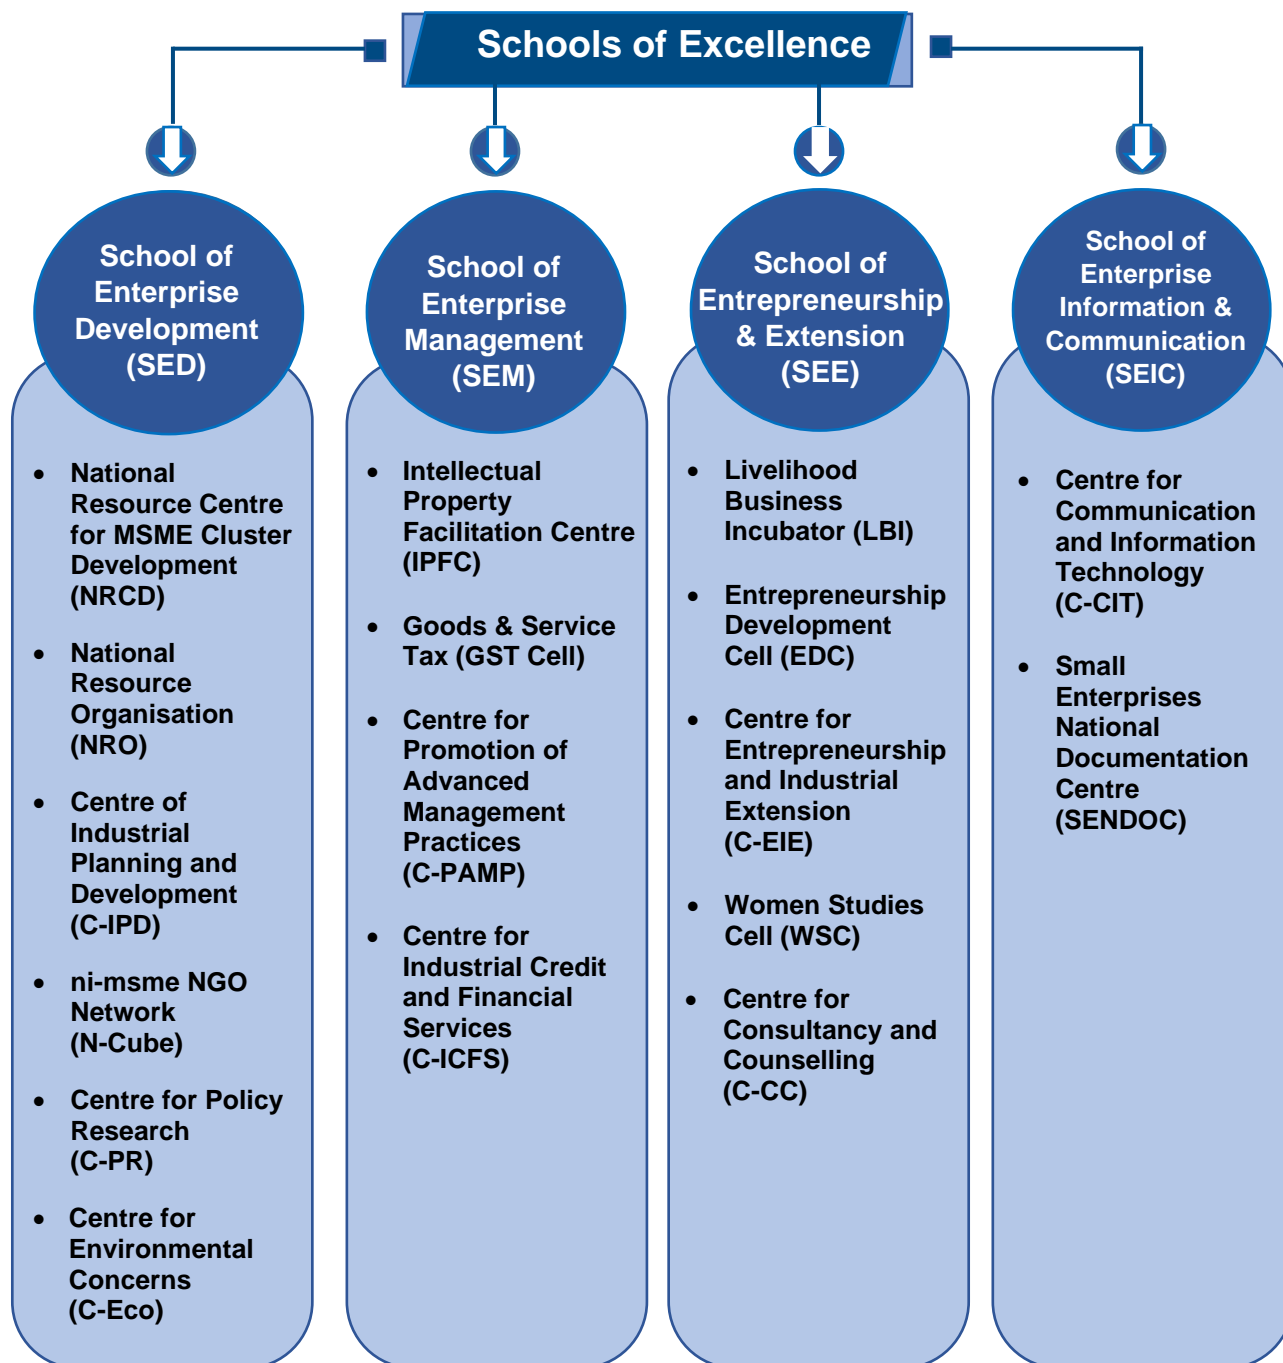 Schools of Excellence
School of
Enterprise
Development
(SED)
National
Resource Centre
for MSME Cluster
Development
(NRCD)
National
Resource
Organisation
(NRO)
Centre of
Industrial
Planning and
Development
(C-IPD)
ni-msme NGO
Network
(N-Cube)
Centre for Policy
Research
(C-PR)
Centre for
Environmental
Concerns
(C-Eco)
School of
Enterprise
Management
(SEM)
Intellectual
Property
Facilitation Centre
(IPFC)
Goods & Service
Tax (GST Cell)
Centre for
Promotion of
Advanced
Management
Practices
(C-PAMP)
Centre for
Industrial Credit
and Financial
Services
(C-ICFS)
School of
Entrepreneurship
& Extension
(SEE)
Livelihood
Business
Incubator (LBI)
Entrepreneurship
Development
Cell (EDC)
Centre for
Entrepreneurship
and Industrial
Extension
(C-EIE)
Women Studies
Cell (WSC)
Centre for
Consultancy and
Counselling
(C-CC)
School of
Enterprise
Information &
Communication
(SEIC)
Centre for
Communication
and Information
Technology
(C-CIT)
Small
Enterprises
National
Documentation
Centre
(SENDOC)